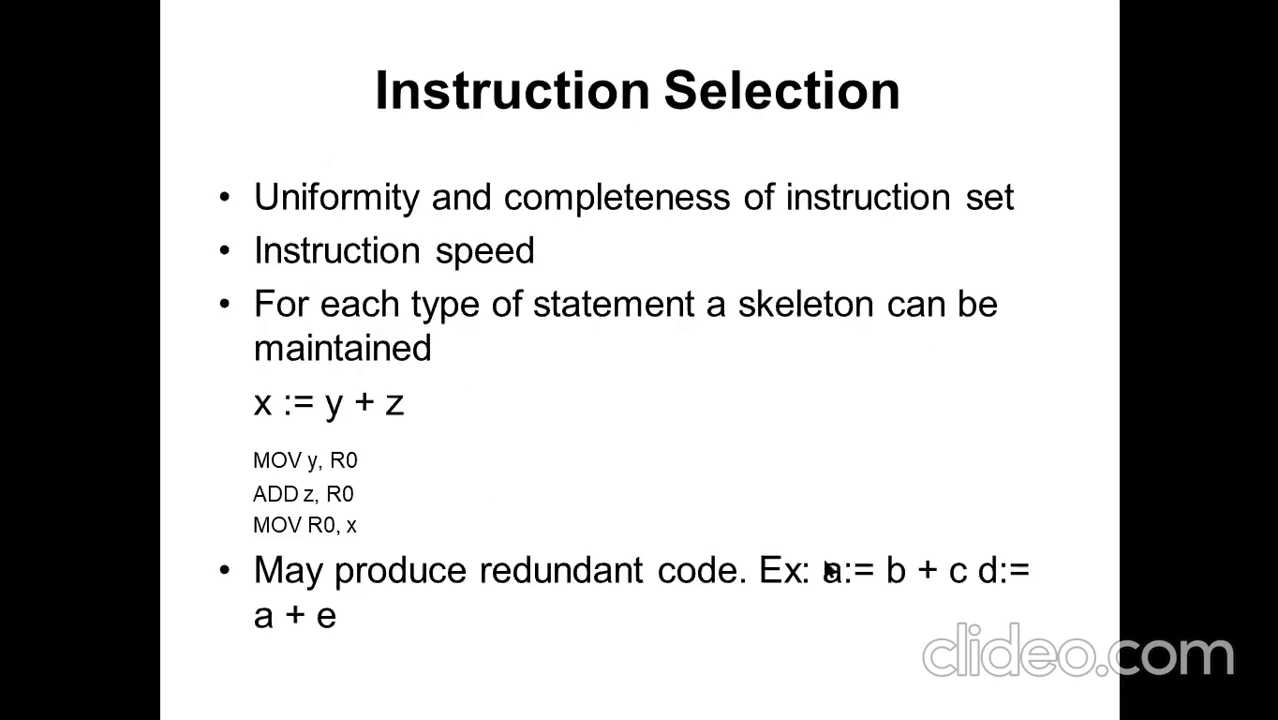 Instruction Selection
• Uniformity and completeness of instruction set
• Instruction speed
• For each type of statement a skeleton can be
maintained
x := y + z
MOV y, R0
ADD z, R0
MOV R0, x
• May produce redundant code. Ex: a:= b + c d:=
a + e
clideo.com